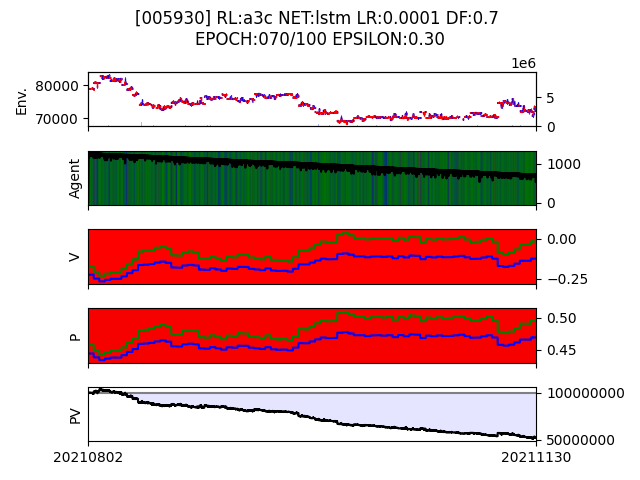 [005930] RL:a3c NET:lstm LR:0.0001 DF:0.7
EPOCH:070/100 EPSILON:0.30
1e6
Env.
80000
70000
5
0
Agent
1000
0
V
0.00
−0.25
P
0.50
0.45
PV
100000000
50000000
20210802
20211130